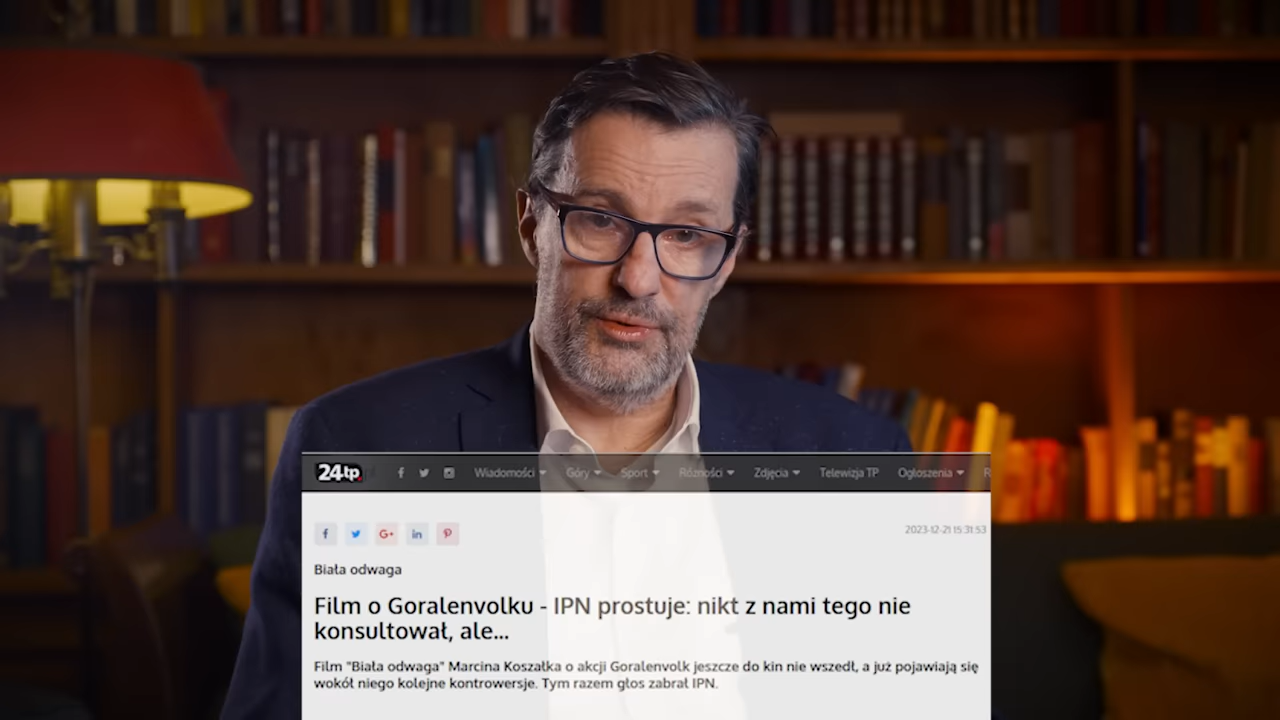 24tp.
Wiadomości Góry Sport Różności Zdjęcia Telewizja TP Ogłoszenia R
2023-12-21 15:31:53
Biała odwaga
Film o Goralenvolku - IPN prostuje: nikt z nami tego nie
konsultował, ale...
Film "Biała odwaga" Marcina Koszałka o akcji Goralenvolk jeszcze do kin nie wszedł, a już pojawiają się
wokół niego kolejne kontrowersje. Tym razem głos zabrał IPN.